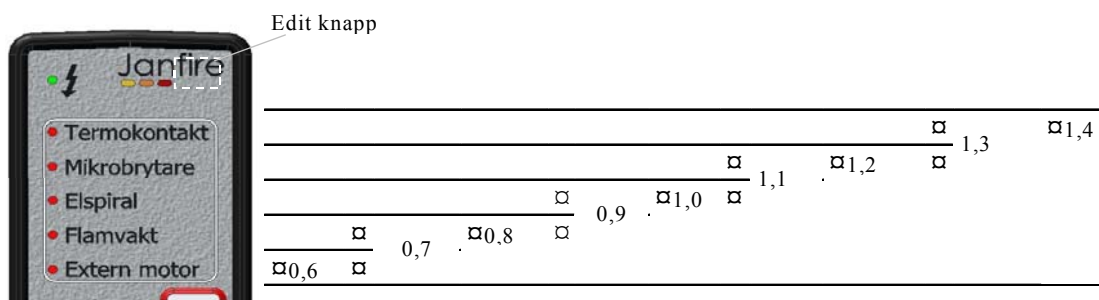 Edit knapp
Janfire
Termokontakt ¤ 1,3 ¤1,4
Mikrobrytare ¤ 1,1 ¤1,2 ¤
Elspiral ¤ 0,9 ¤1,0 ¤
Flamvakt ¤ 0,7 ¤0,8 ¤
Extern motor ¤0,6 ¤